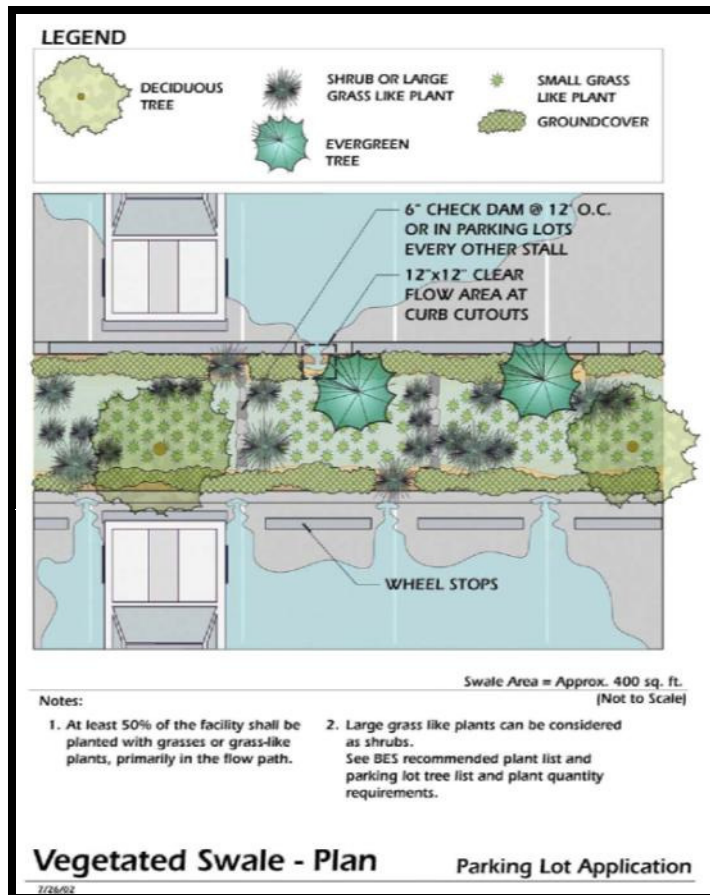 LEGEND
DECIDUOUS
TREE
SHRUB OR LARGE
GRASS LIKE PLANT
EVERGREEN
TREE
SMALL GRASS
LIKE PLANT
GROUNDCOVER
6" CHECK DAM @ 12' O.C.
OR IN PARKING LOTS
EVERY OTHER STALL
12"x12" CLEAR
FLOW AREA AT
CURB CUTOUTS
WHEEL STOPS
Swale Area = Approx. 400 sq. ft.
(Not to Scale)
Notes:
1. At least 50% of the facility shall be
planted with grasses or grass-like
plants, primarily in the flow path.
2. Large grass like plants can be considered
as shrubs.
See BES recommended plant list and
parking lot tree list and plant quantity
requirements.
Vegetated Swale - Plan
Parking Lot Application
7/26/02